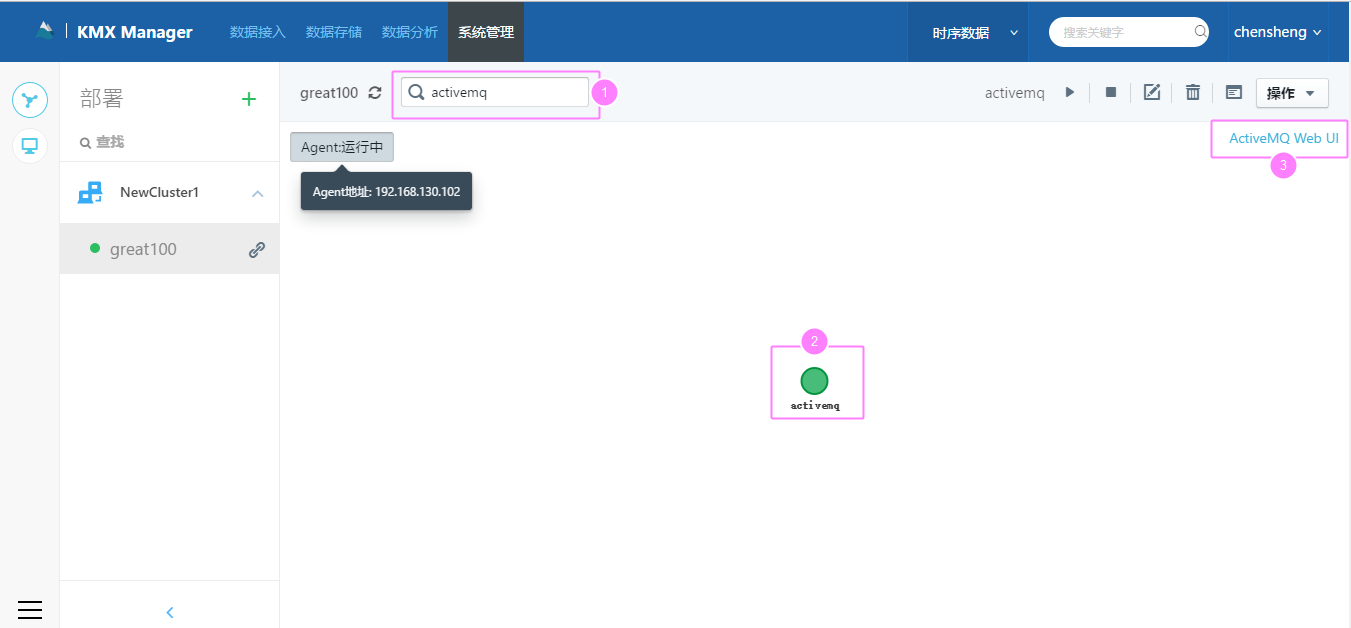 KMX Manager 数据接入 数据存储 数据分析 系统管理 时序数据 搜索关键字 chensheng
部署
查找
NewCluster1
great100
great100 activemq 1 activemq 操作
Agent:运行中
Agent地址: 192.168.130.102
ActiveMQ Web UI
3
2
activemq